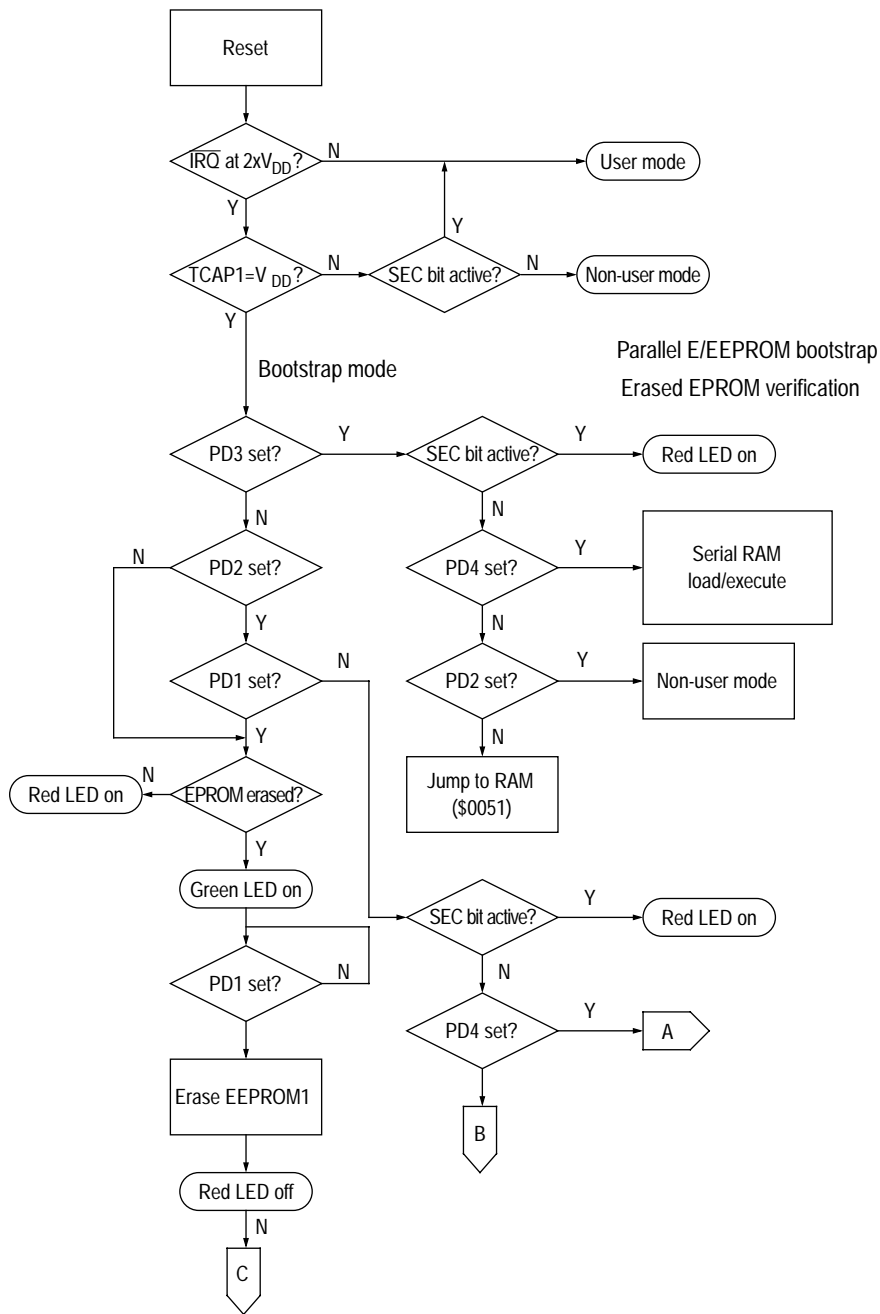 Reset
IRQ at 2xVDD?
N
User mode
Y
Y
TCAP1=VDD?
N
SEC bit active?
N
Non-user mode
Y
Bootstrap mode
Parallel E/EEPROM bootstrap
Erased EPROM verification
PD3 set?
Y
SEC bit active?
Y
Red LED on
N
N
N
PD2 set?
PD4 set?
Y
Serial RAM
load/execute
Y
N
PD1 set?
N
PD2 set?
Y
Non-user mode
Y
N
Red LED on
N
EPROM erased?
Jump to RAM
($0051)
Y
Green LED on
SEC bit active?
Y
Red LED on
PD1 set?
N
N
PD4 set?
Y
A
Erase EEPROM1
B
Red LED off
N
C